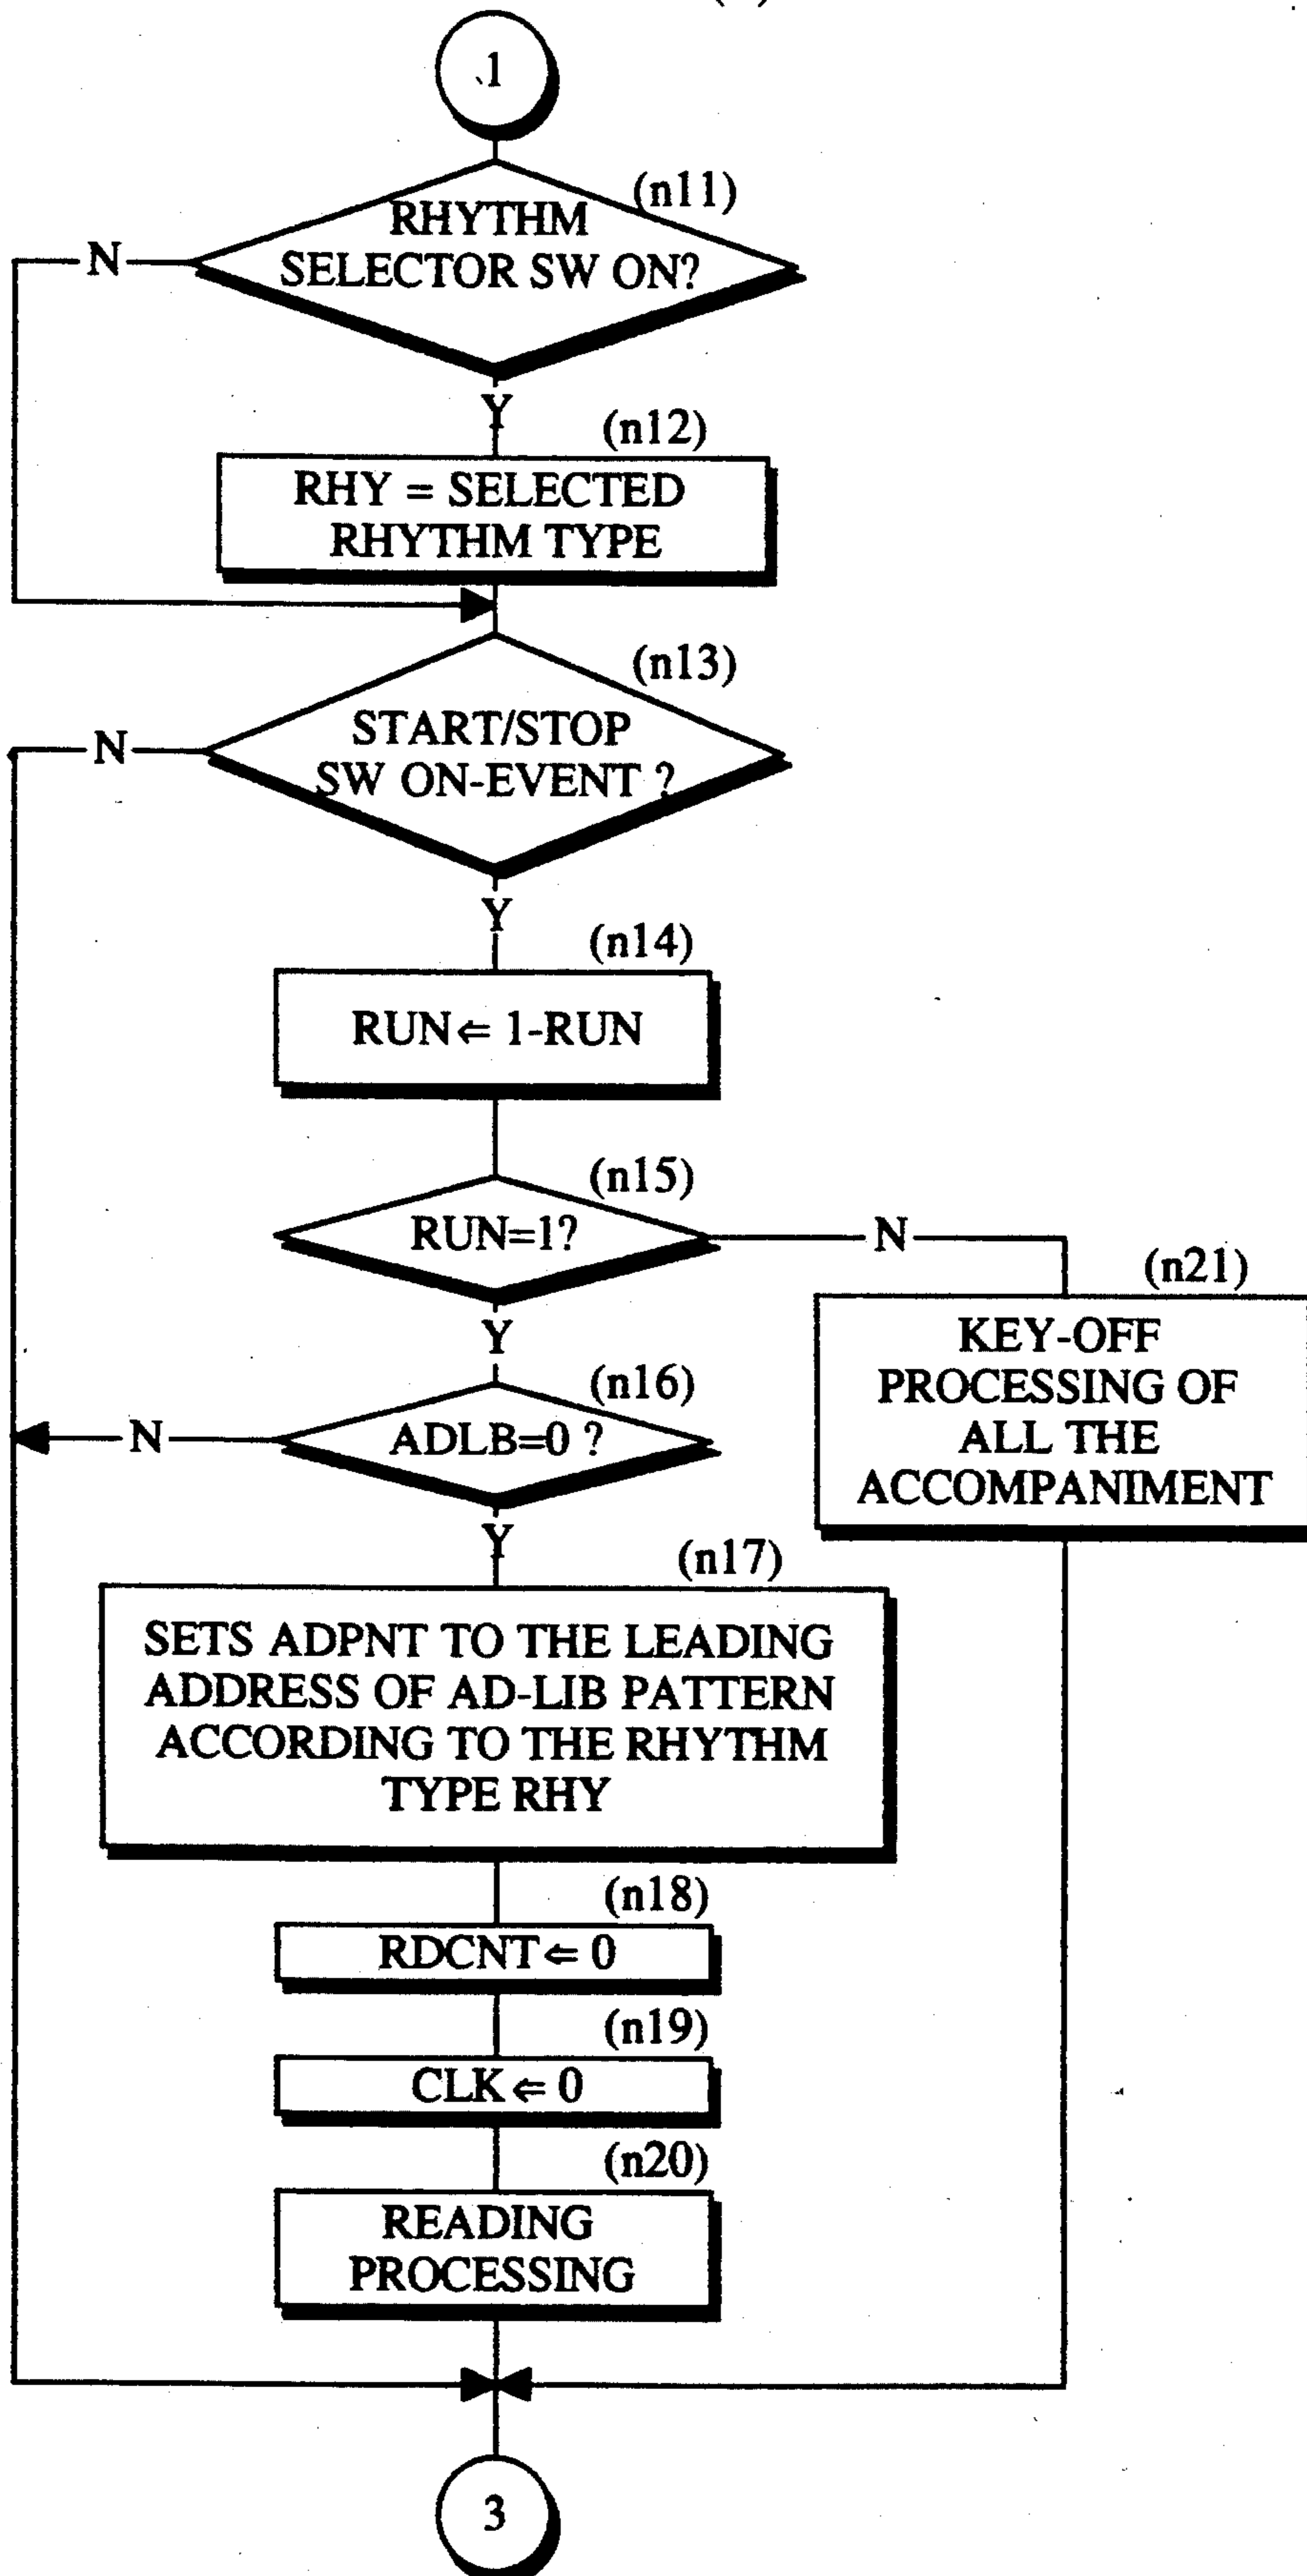 1
(n11)
RHYTHM
SELECTOR SW ON?
N
Y
(n12)
RHY = SELECTED
RHYTHM TYPE
(n13)
START/STOP
SW ON-EVENT ?
N
Y
(n14)
RUN ⇐ 1-RUN
(n15)
RUN=1?
N
Y
(n21)
KEY-OFF
PROCESSING OF
ALL THE
ACCOMPANIMENT
(n16)
ADLB=0 ?
N
Y
(n17)
SETS ADPNT TO THE LEADING
ADDRESS OF AD-LIB PATTERN
ACCORDING TO THE RHYTHM
TYPE RHY
(n18)
RDCNT ⇐ 0
(n19)
CLK ⇐ 0
(n20)
READING
PROCESSING
3